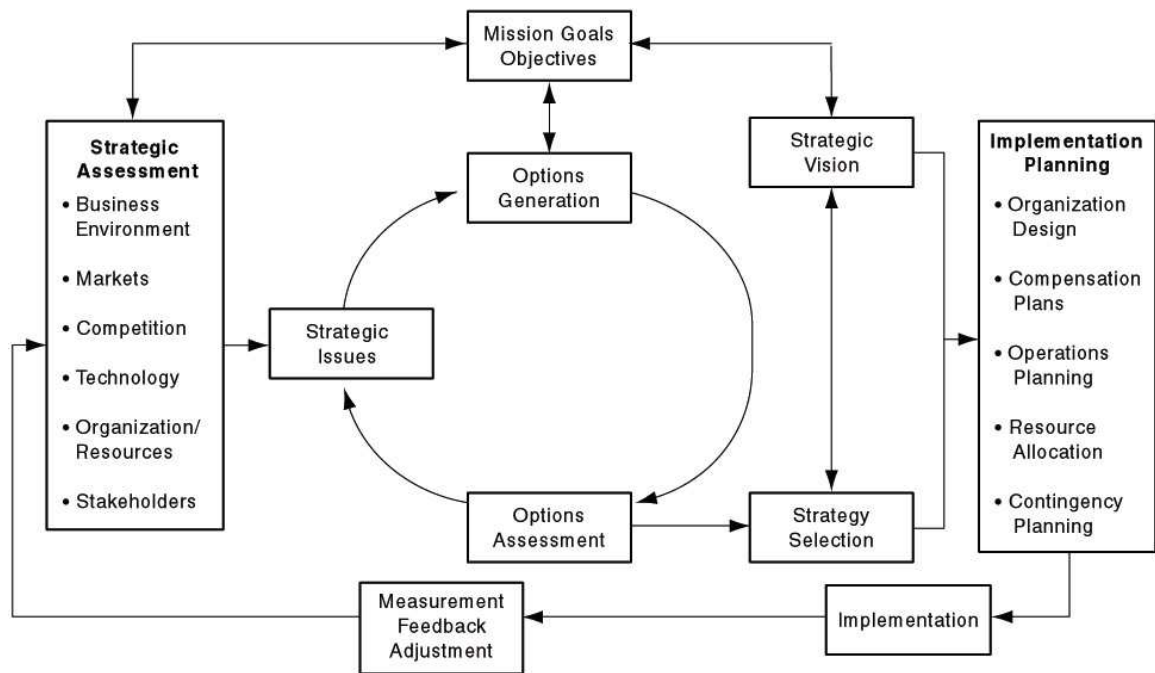 Mission Goals
Objectives
Strategic
Assessment
• Business
Environment
• Markets
• Competition
• Technology
• Organization/
Resources
• Stakeholders
Options
Generation
Strategic
Issues
Options
Assessment
Strategic
Vision
Strategy
Selection
Implementation
Planning
• Organization
Design
• Compensation
Plans
• Operations
Planning
• Resource
Allocation
• Contingency
Planning
Measurement
Feedback
Adjustment
Implementation